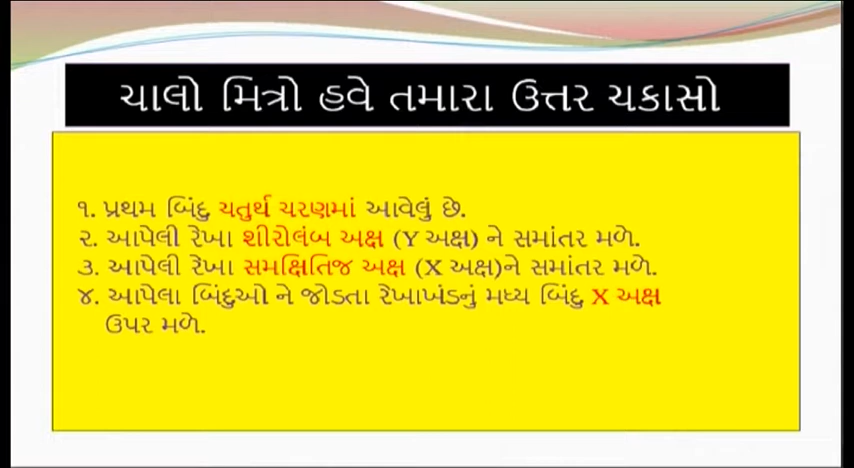 ચાલો મિત્રો હવે તમારા ઉત્તર ચકાસો
૧. પ્રથમ બિંદુ ચતુર્થ ચરણમાં આવેલું છે.
૨. આપેલી રેખા શીરોલંબ અક્ષ (Y અક્ષ) ને સમાંતર મળે.
૩. આપેલી રેખા સમક્ષિતિજ અક્ષ (X અક્ષ)ને સમાંતર મળે.
૪. આપેલા બિંદુઓ ને જોડતા રેખાખંડનું મધ્ય બિંદુ X અક્ષ
ઉપર મળે.